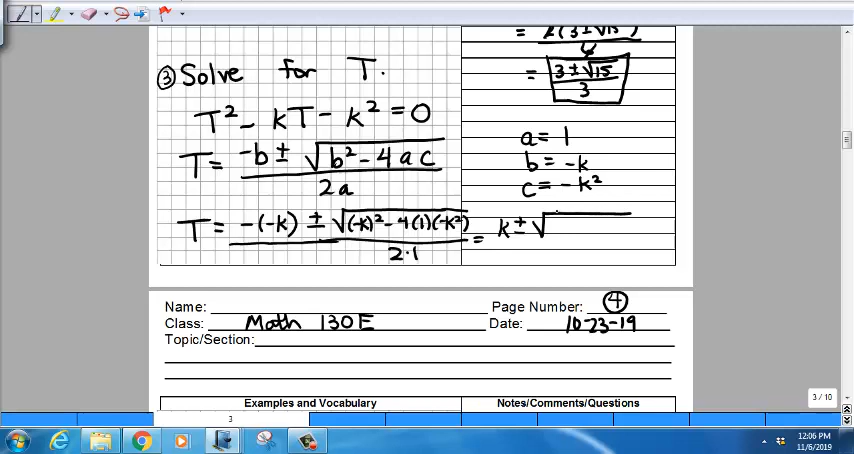 = 2(3±√15)/6
③ Solve for T.
= (3±√15)/3
T² - kT - k² = 0
a = 1
T = (-b ± √(b² - 4ac))/(2a)
b = -k
c = -k²
T = (-(-k) ± √((-k)² - 4(1)(-k²)))/(2·1) = k ± √
Name:
Page Number: ④
Class: Math 130E
Date: 10-23-19
Topic/Section:
Examples and Vocabulary
Notes/Comments/Questions
3 / 10
3
12:06 PM
11/6/2019